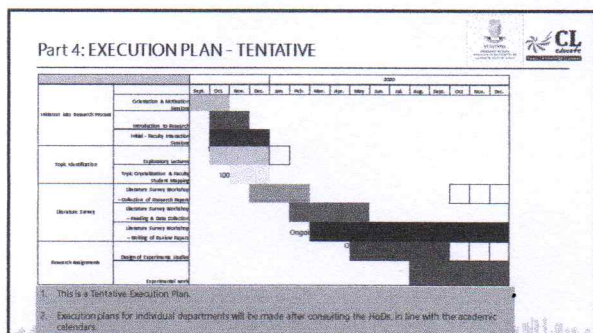 Part 4: EXECUTION PLAN – TENTATIVE
CL
educate
2020
Sept. Oct. Nov. Dec. Jan. Feb. Mar. Apr. May Jun. Jul. Aug. Sept. Oct Nov. Dec.
Orientation & Motivation
Session
Introduction to Research
Initial - Faculty Interaction
Session
Topic Identification
Exploratory Lectures
Topic Crystallization & Faculty
Student Mapping
100
Literature Survey
Literature Survey Workshop
- Collection of Research Papers
Literature Survey Workshop
- Reading & Data Collection
Literature Survey Workshop
- Writing of Review Papers
Ongoi
Research Assignments
Design of Experiments, Studies
O
Experimental work
1. This is a Tentative Execution Plan.
2. Execution plans for individual departments will be made after consulting the HoDs, in line with the academic
calendars.